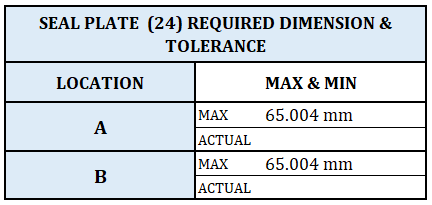 SEAL PLATE (24) REQUIRED DIMENSION &
TOLERANCE
LOCATION MAX & MIN
A
MAX 65.004 mm
ACTUAL
B
MAX 65.004 mm
ACTUAL